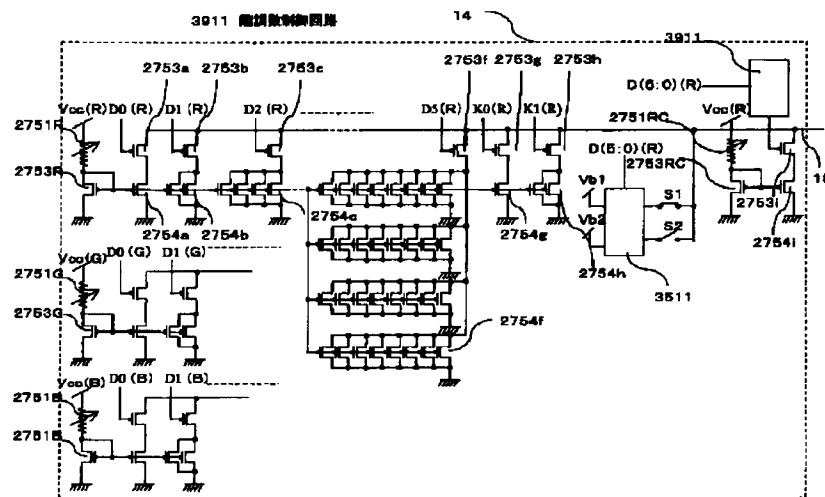 3911 階調数制御回路
14
3911
2753a
2753b
2753c
2753f
2753g
2753h
D(5:0)(R)
2751R
Vcc(R)
D0(R)
D1(R)
D2(R)
D5(R)
K0(R)
K1(R)
2751RC
Vcc(R)
D(5:0)(R)
2753RC
18
2753R
Vb1
S1
2753i
2754a
2754b
2754c
2754g
Vb2
S2
2754i
2754h
3511
Vcc(G)
D0(G)
D1(G)
2751G
2753G
2754f
Vcc(B)
D0(B)
D1(B)
2751B
2751B